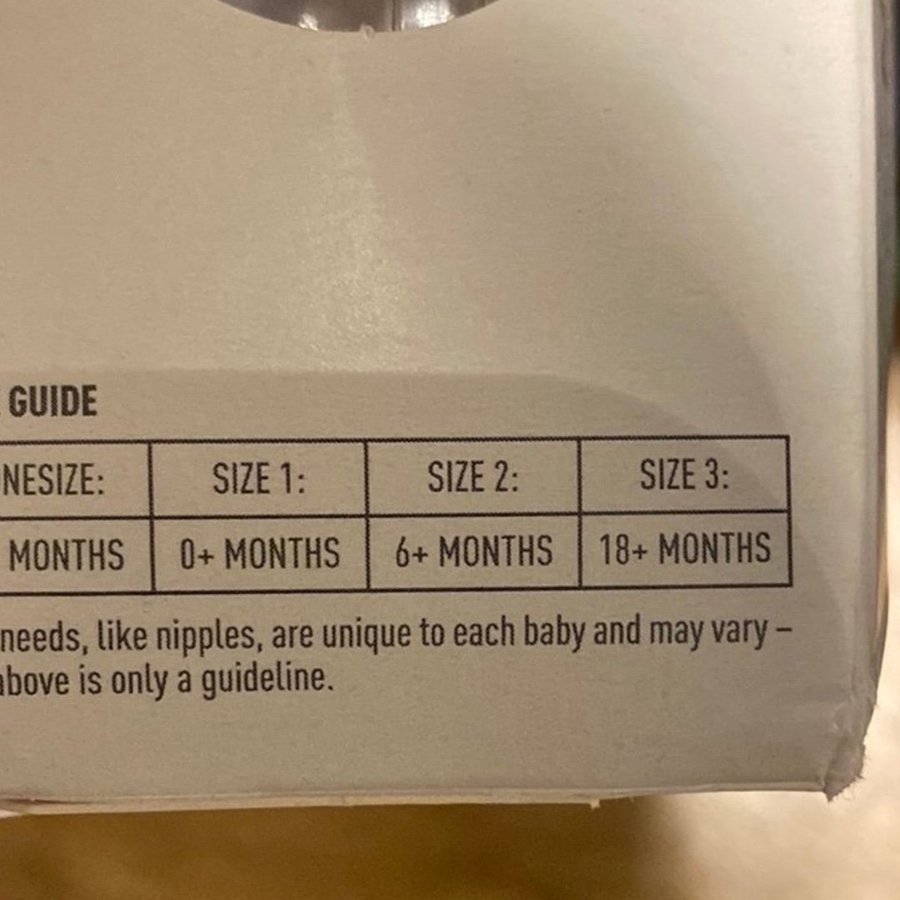 GUIDE
NESIZE: SIZE 1: SIZE 2: SIZE 3:
MONTHS 0+ MONTHS 6+ MONTHS 18+ MONTHS
needs, like nipples, are unique to each baby and may vary –
above is only a guideline.